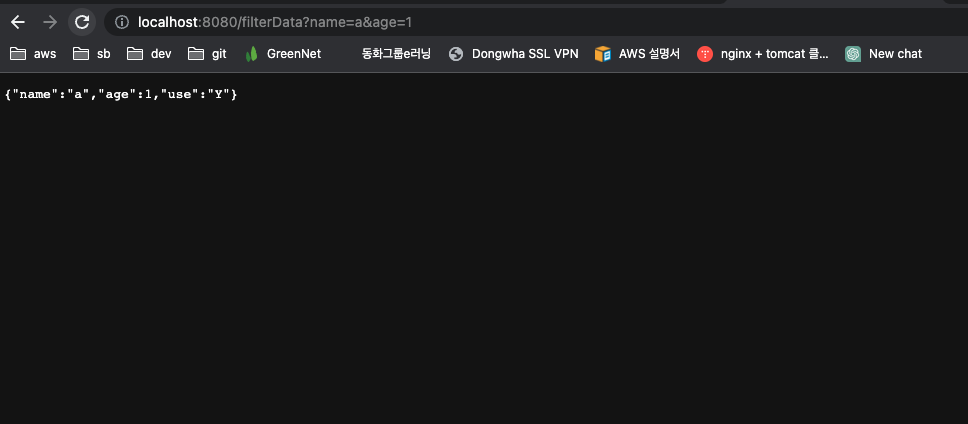 localhost:8080/filterData?name=a&age=1
aws sb dev git GreenNet 동화그룹e러닝 Dongwha SSL VPN AWS 설명서 nginx + tomcat 클... New chat
{"name":"a","age":1,"use":"Y"}